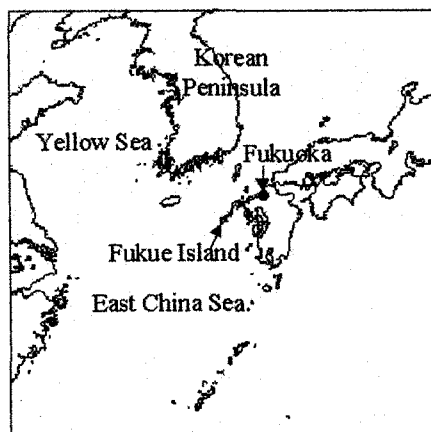 Korean
Peninsula
Yellow Sea
Fukuoka
Fukue Island
East China Sea.